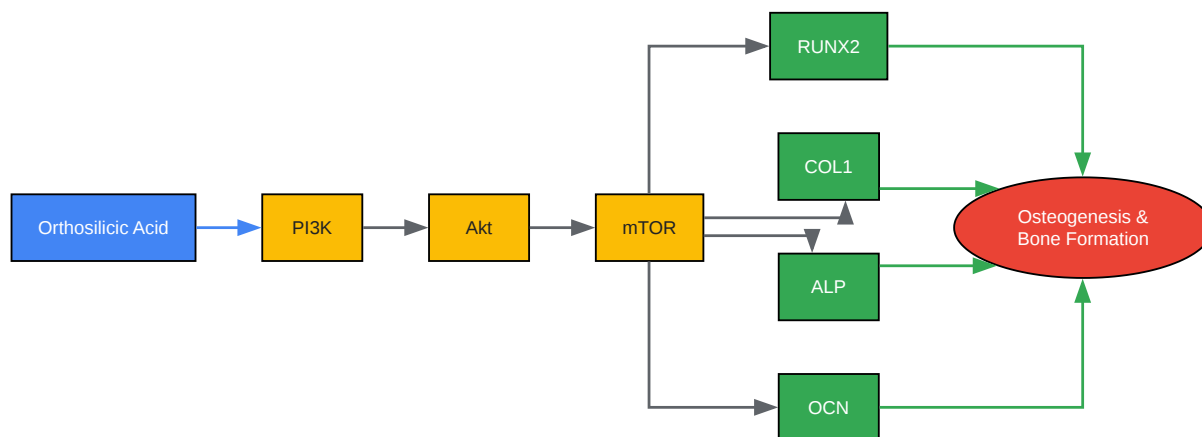 Orthosilicic Acid
PI3K
Akt
mTOR
RUNX2
COL1
ALP
OCN
Osteogenesis &
Bone Formation